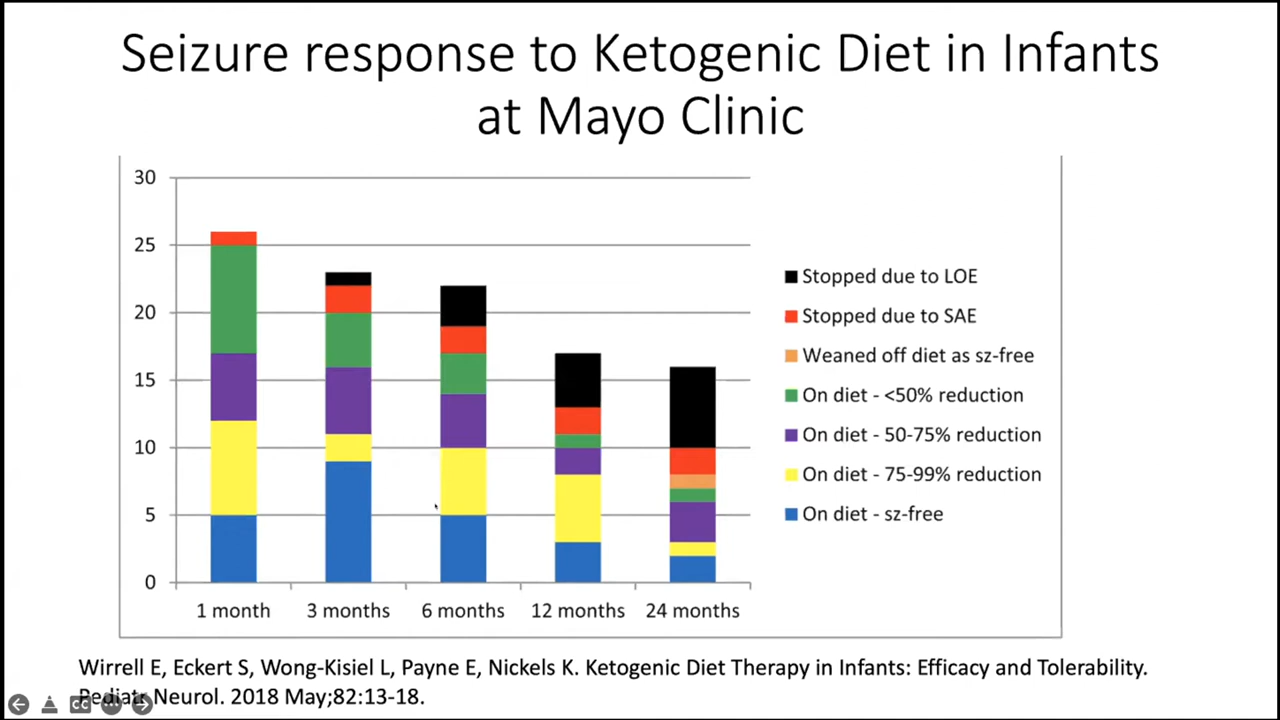 Seizure response to Ketogenic Diet in Infants
at Mayo Clinic
30
25
20
15
10
5
0
1 month
3 months
6 months
12 months
24 months
Stopped due to LOE
Stopped due to SAE
Weaned off diet as sz-free
On diet - <50% reduction
On diet - 50-75% reduction
On diet - 75-99% reduction
On diet - sz-free
Wirrell E, Eckert S, Wong-Kisiel L, Payne E, Nickels K. Ketogenic Diet Therapy in Infants: Efficacy and Tolerability.
Pediatr Neurol. 2018 May;82:13-18.
CC